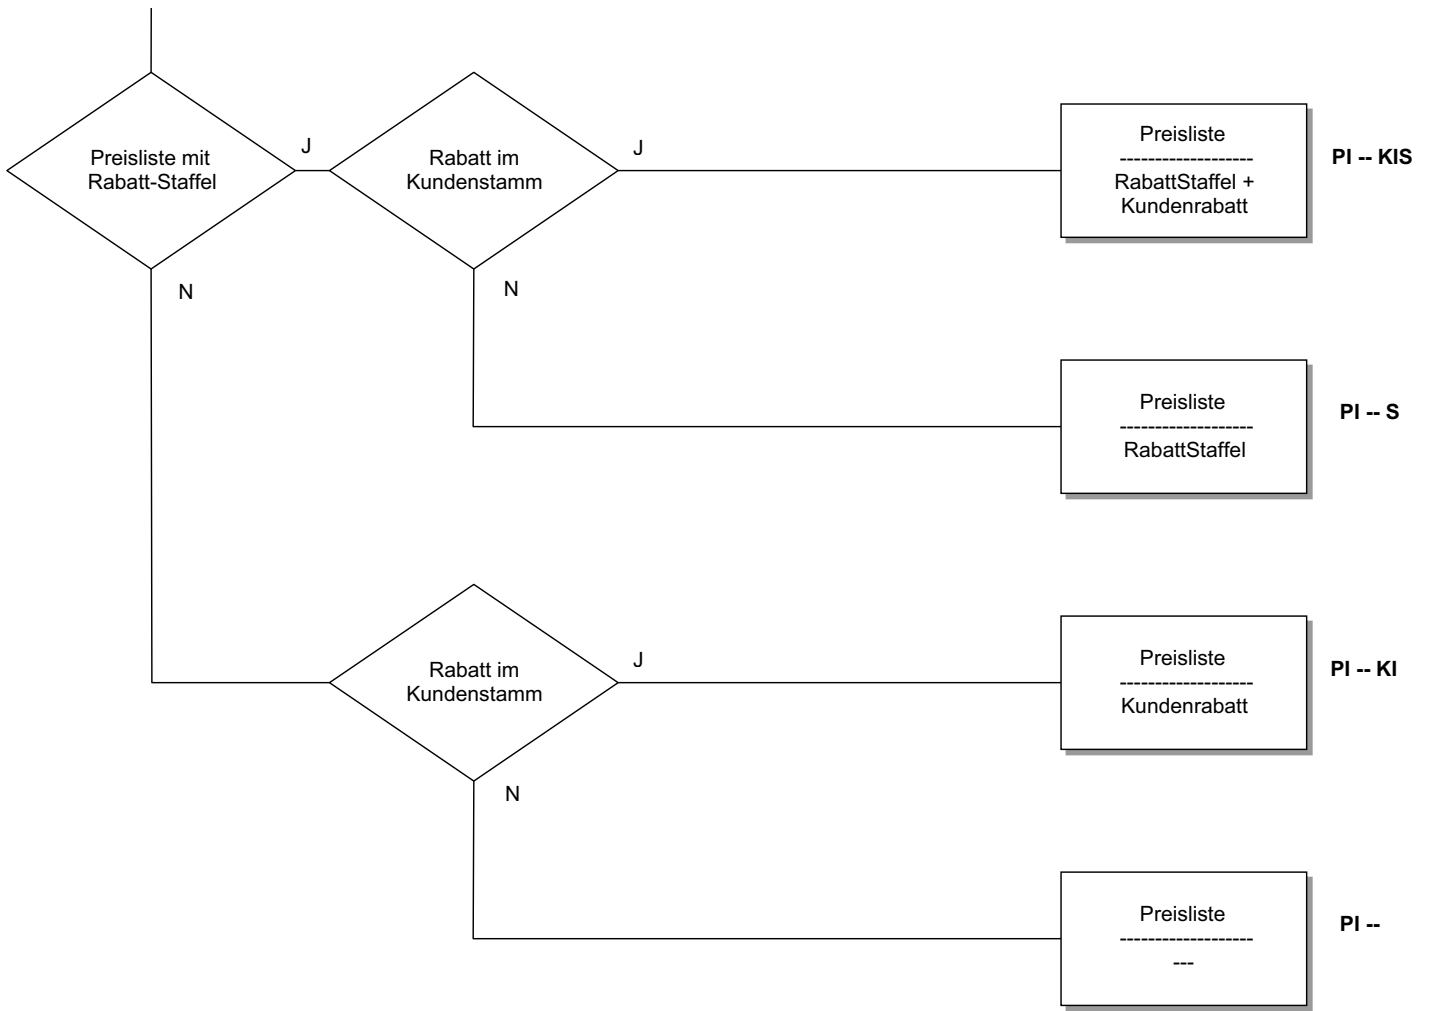 Preisliste mit
Rabatt-Staffel
J
Rabatt im
Kundenstamm
J
Preisliste
-------------------
RabattStaffel +
Kundenrabatt
PI -- KIS
N
N
Preisliste
-------------------
RabattStaffel
PI -- S
Rabatt im
Kundenstamm
J
Preisliste
-------------------
Kundenrabatt
PI -- KI
N
Preisliste
-------------------
---
PI --